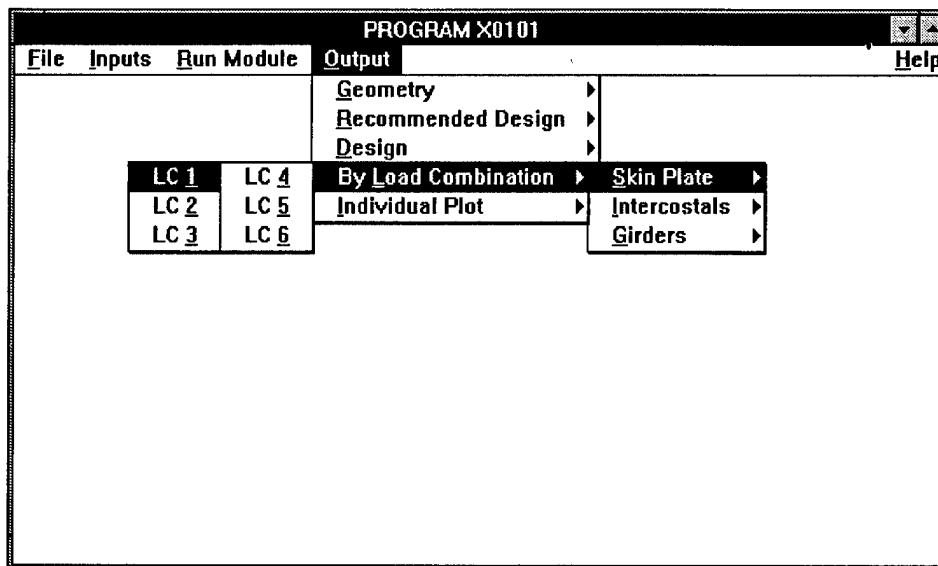 PROGRAM X0101
File Inputs Run Module Output Help
Geometry
Recommended Design
Design
LC 1 LC 4 By Load Combination Skin Plate
LC 2 LC 5 Individual Plot Intercostals
LC 3 LC 6 Girders